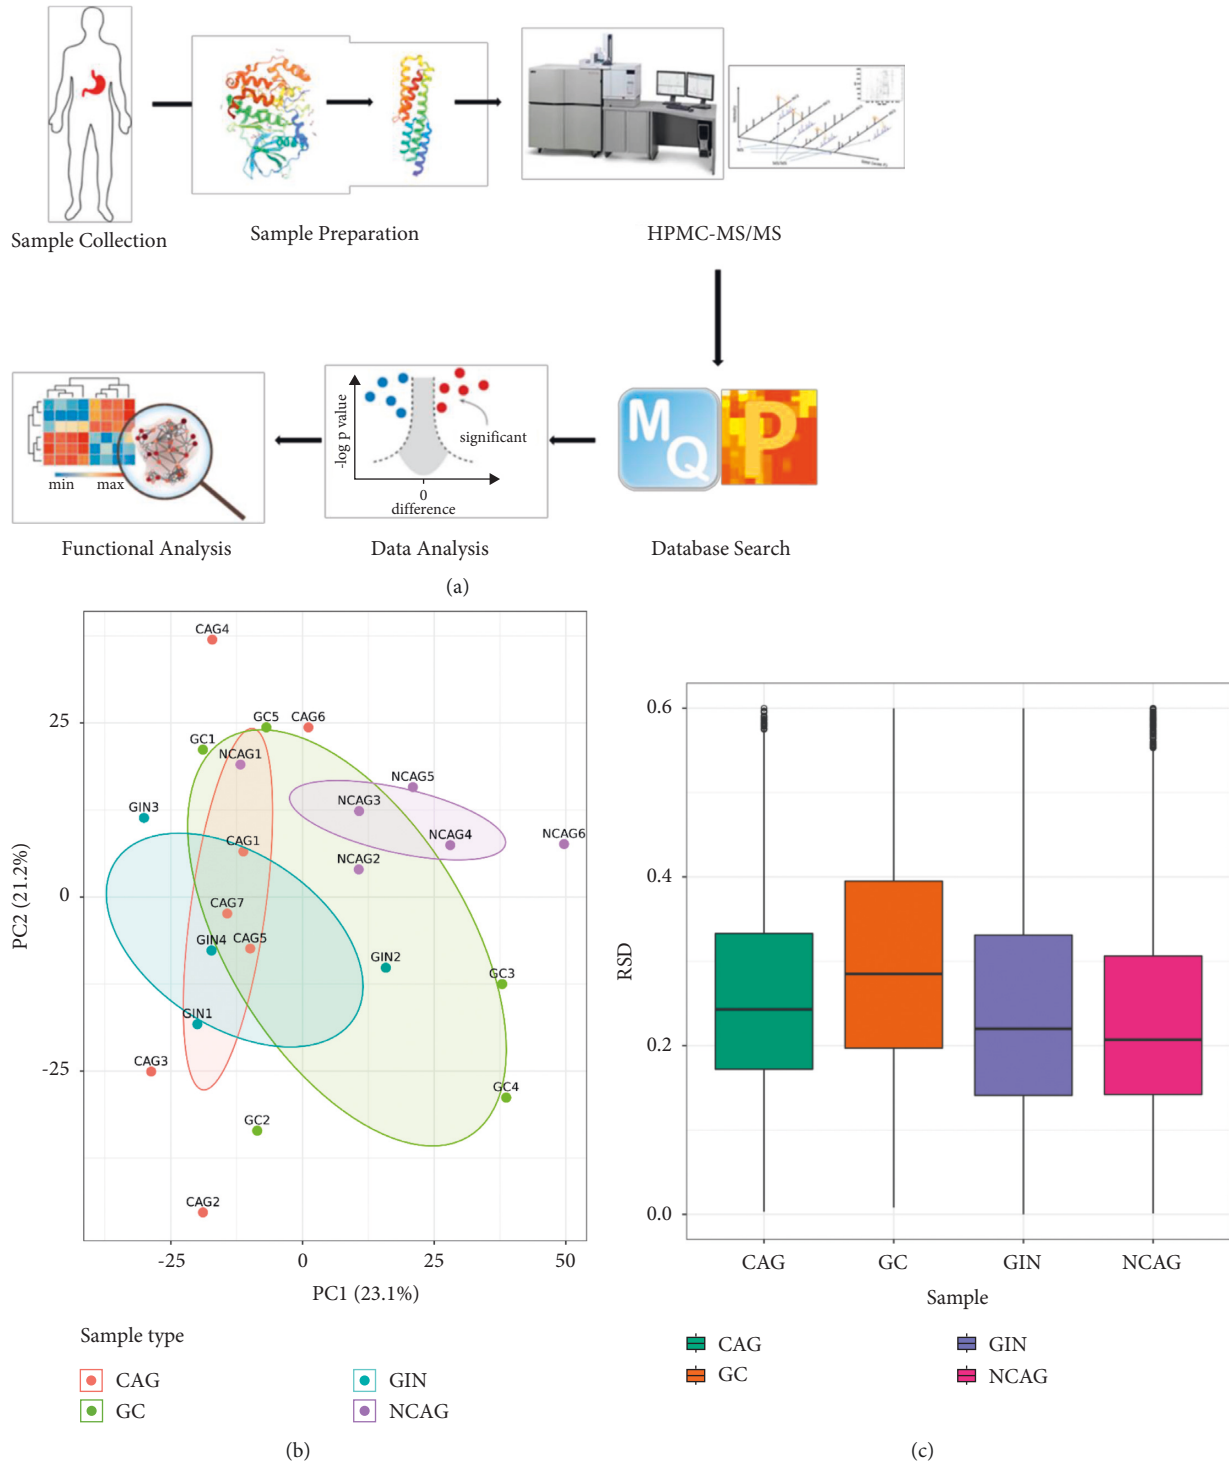 Sample Collection
Sample Preparation
HPMC-MS/MS
min
max
Functional Analysis
-log p value
significant
0
difference
Data Analysis
MQ
P
Database Search
(a)
PC2 (21.2%)
25
0
-25
CAG4
GC5
CAG6
GC1
NCAG1
NCAG5
NCAG3
GIN3
CAG1
NCAG4
NCAG6
NCAG2
CAG7
GIN4
CAG5
GIN2
GC3
GIN1
CAG3
GC4
GC2
CAG2
-25
0
25
50
PC1 (23.1%)
Sample type
CAG
GIN
GC
NCAG
(b)
RSD
0.6
0.4
0.2
0.0
CAG
GC
GIN
NCAG
Sample
CAG
GIN
GC
NCAG
(c)